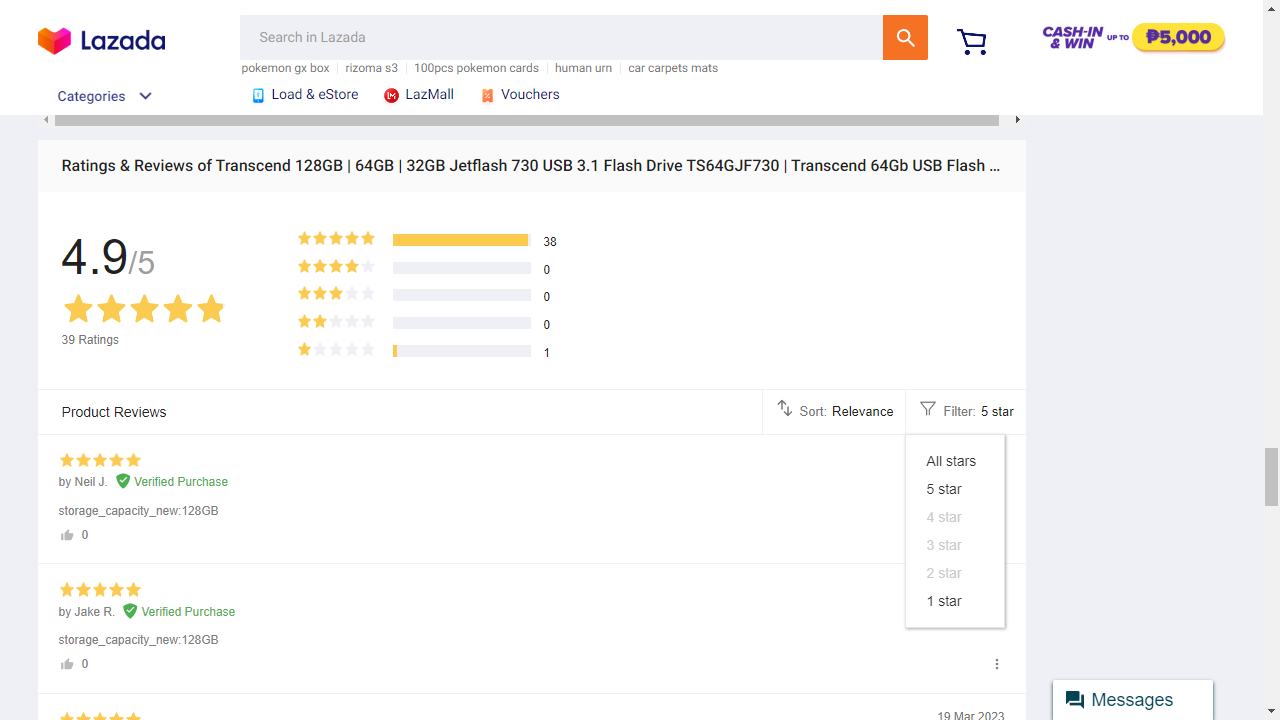 Lazada
Search in Lazada
CASH-IN & WIN UP TO ₱5,000
pokemon gx box rizoma s3 100pcs pokemon cards human urn car carpets mats
Categories Load & eStore LazMall Vouchers
Ratings & Reviews of Transcend 128GB | 64GB | 32GB Jetflash 730 USB 3.1 Flash Drive TS64GJF730 | Transcend 64Gb USB Flash ...
4.9/5
39 Ratings
38
0
0
0
1
Product Reviews Sort: Relevance Filter: 5 star
All stars
5 star
4 star
3 star
2 star
1 star
by Neil J. Verified Purchase
storage_capacity_new:128GB
0
by Jake R. Verified Purchase
storage_capacity_new:128GB
0
19 Mar 2023
Messages